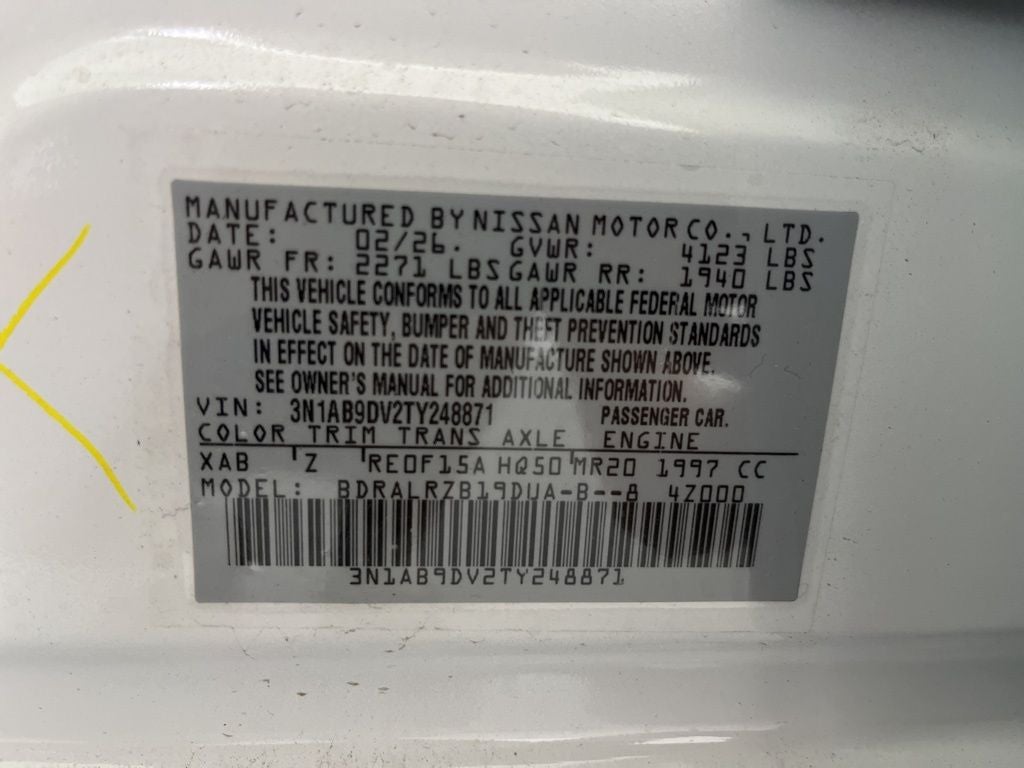 MANUFACTURED BY NISSAN MOTOR CO., LTD.
DATE: 02/26. GVWR: 4123 LBS
GAWR FR: 2271 LBS GAWR RR: 1940 LBS
THIS VEHICLE CONFORMS TO ALL APPLICABLE FEDERAL MOTOR
VEHICLE SAFETY, BUMPER AND THEFT PREVENTION STANDARDS
IN EFFECT ON THE DATE OF MANUFACTURE SHOWN ABOVE.
SEE OWNER'S MANUAL FOR ADDITIONAL INFORMATION.
VIN: 3N1AB9DV2TY248871 PASSENGER CAR.
COLOR TRIM TRANS AXLE ENGINE
XAB Z RE0F15A HQ50 MR20 1997 CC
MODEL: BDRALRZB19DUA-B--8 4Z000
3N1AB9DV2TY248871